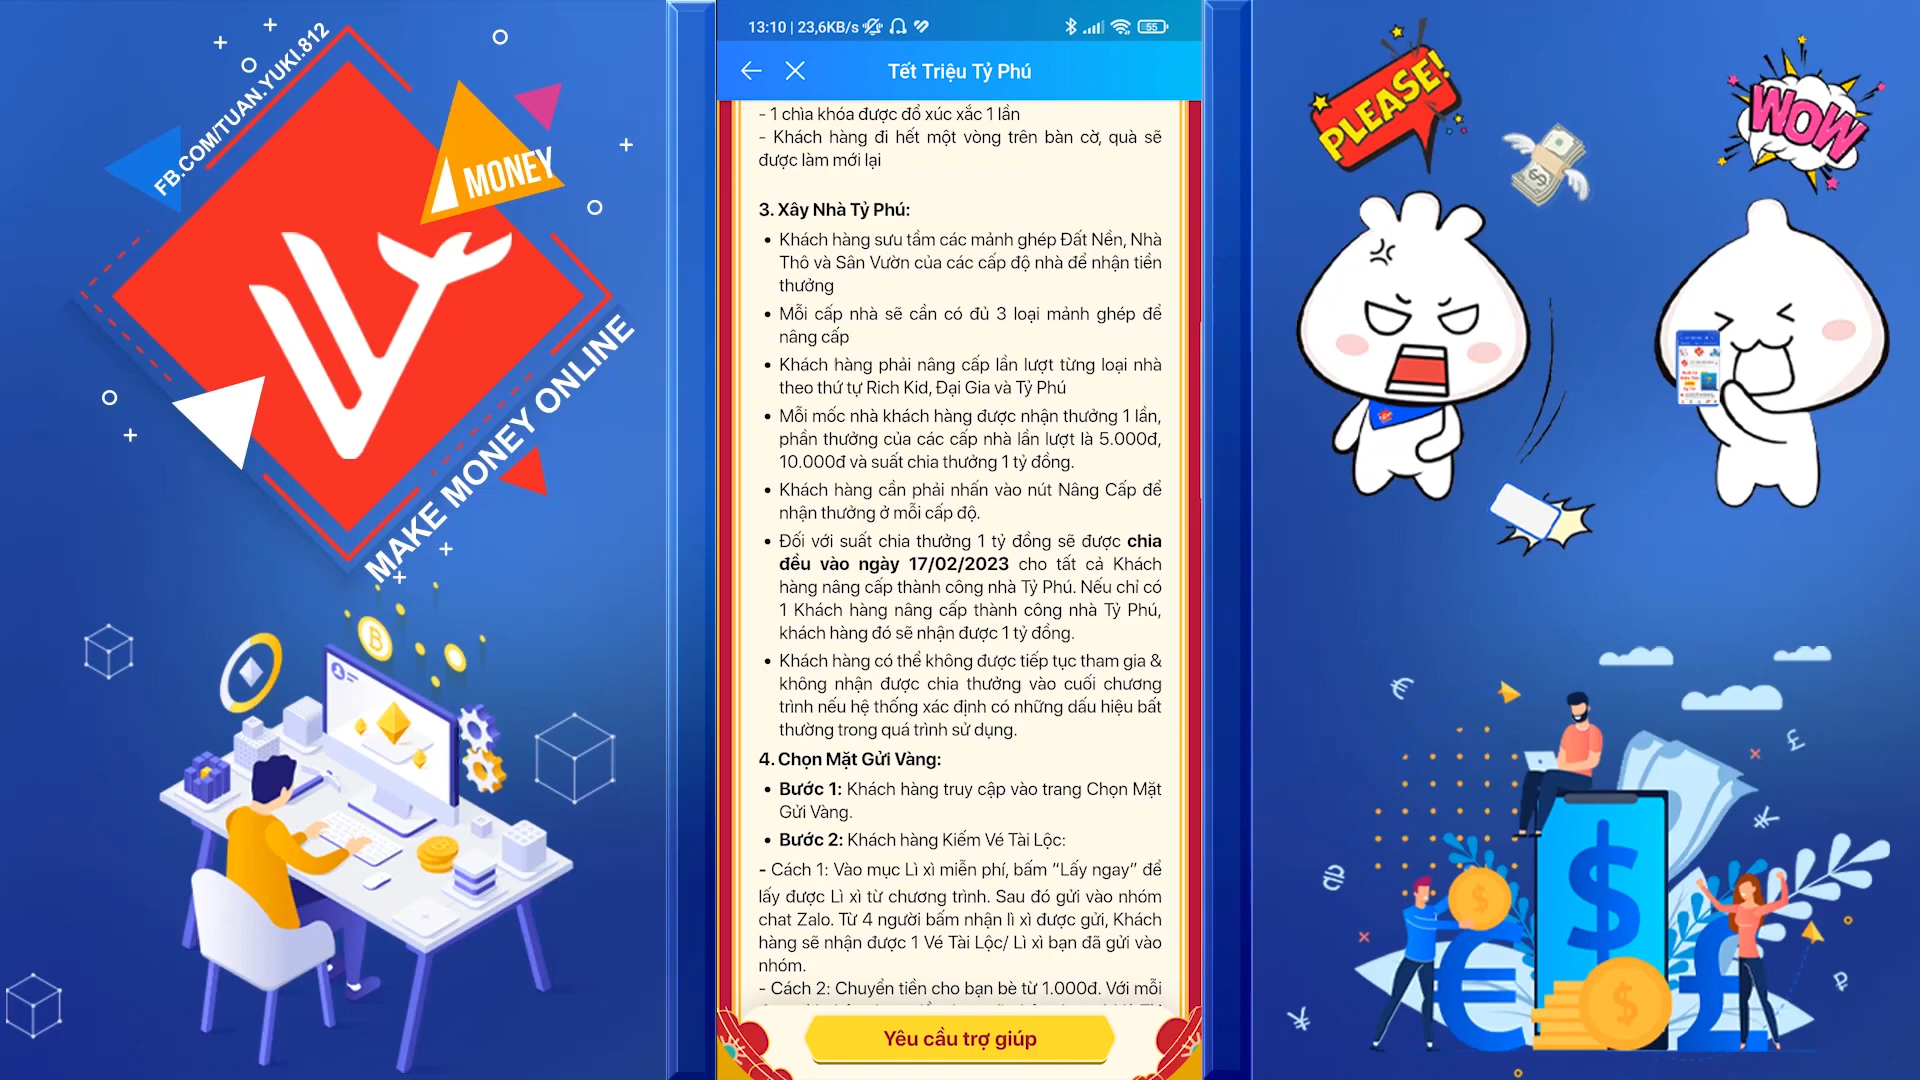 FB.COM/TUAN.YUKI.812
MONEY
MAKE MONEY ONLINE
13:10 | 23,6KB/s
55
Tết Triệu Tỷ Phú
- 1 chìa khóa được đổ xúc xắc 1 lần
- Khách hàng đi hết một vòng trên bàn cờ, quà sẽ
được làm mới lại
3. Xây Nhà Tỷ Phú:
• Khách hàng sưu tầm các mảnh ghép Đất Nền, Nhà
Thô và Sân Vườn của các cấp độ nhà để nhận tiền
thưởng
• Mỗi cấp nhà sẽ cần có đủ 3 loại mảnh ghép để
nâng cấp
• Khách hàng phải nâng cấp lần lượt từng loại nhà
theo thứ tự Rich Kid, Đại Gia và Tỷ Phú
• Mỗi mốc nhà khách hàng được nhận thưởng 1 lần,
phần thưởng của các cấp nhà lần lượt là 5.000đ,
10.000đ và suất chia thưởng 1 tỷ đồng.
• Khách hàng cần phải nhấn vào nút Nâng Cấp để
nhận thưởng ở mỗi cấp độ.
• Đối với suất chia thưởng 1 tỷ đồng sẽ được chia
đều vào ngày 17/02/2023 cho tất cả Khách
hàng nâng cấp thành công nhà Tỷ Phú. Nếu chỉ có
1 Khách hàng nâng cấp thành công nhà Tỷ Phú,
khách hàng đó sẽ nhận được 1 tỷ đồng.
• Khách hàng có thể không được tiếp tục tham gia &
không nhận được chia thưởng vào cuối chương
trình nếu hệ thống xác định có những dấu hiệu bất
thường trong quá trình sử dụng.
4. Chọn Mặt Gửi Vàng:
• Bước 1: Khách hàng truy cập vào trang Chọn Mặt
Gửi Vàng.
• Bước 2: Khách hàng Kiếm Vé Tài Lộc:
- Cách 1: Vào mục Lì xì miễn phí, bấm “Lấy ngay” để
lấy được Lì xì từ chương trình. Sau đó gửi vào nhóm
chat Zalo. Từ 4 người bấm nhận lì xì được gửi, Khách
hàng sẽ nhận được 1 Vé Tài Lộc/ Lì xì bạn đã gửi vào
nhóm.
- Cách 2: Chuyển tiền cho bạn bè từ 1.000đ. Với mỗi
Yêu cầu trợ giúp
PLEASE!
WOW